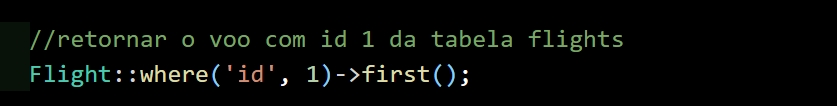 //retornar o voo com id 1 da tabela flights
Flight::where('id', 1)->first();